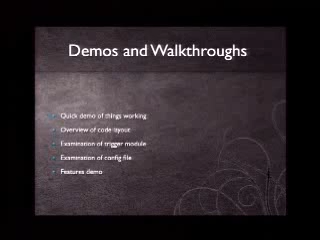 Demos and Walkthroughs
Quick demo of things working
Overview of code layout
Examination of trigger module
Examination of config file
Features demo